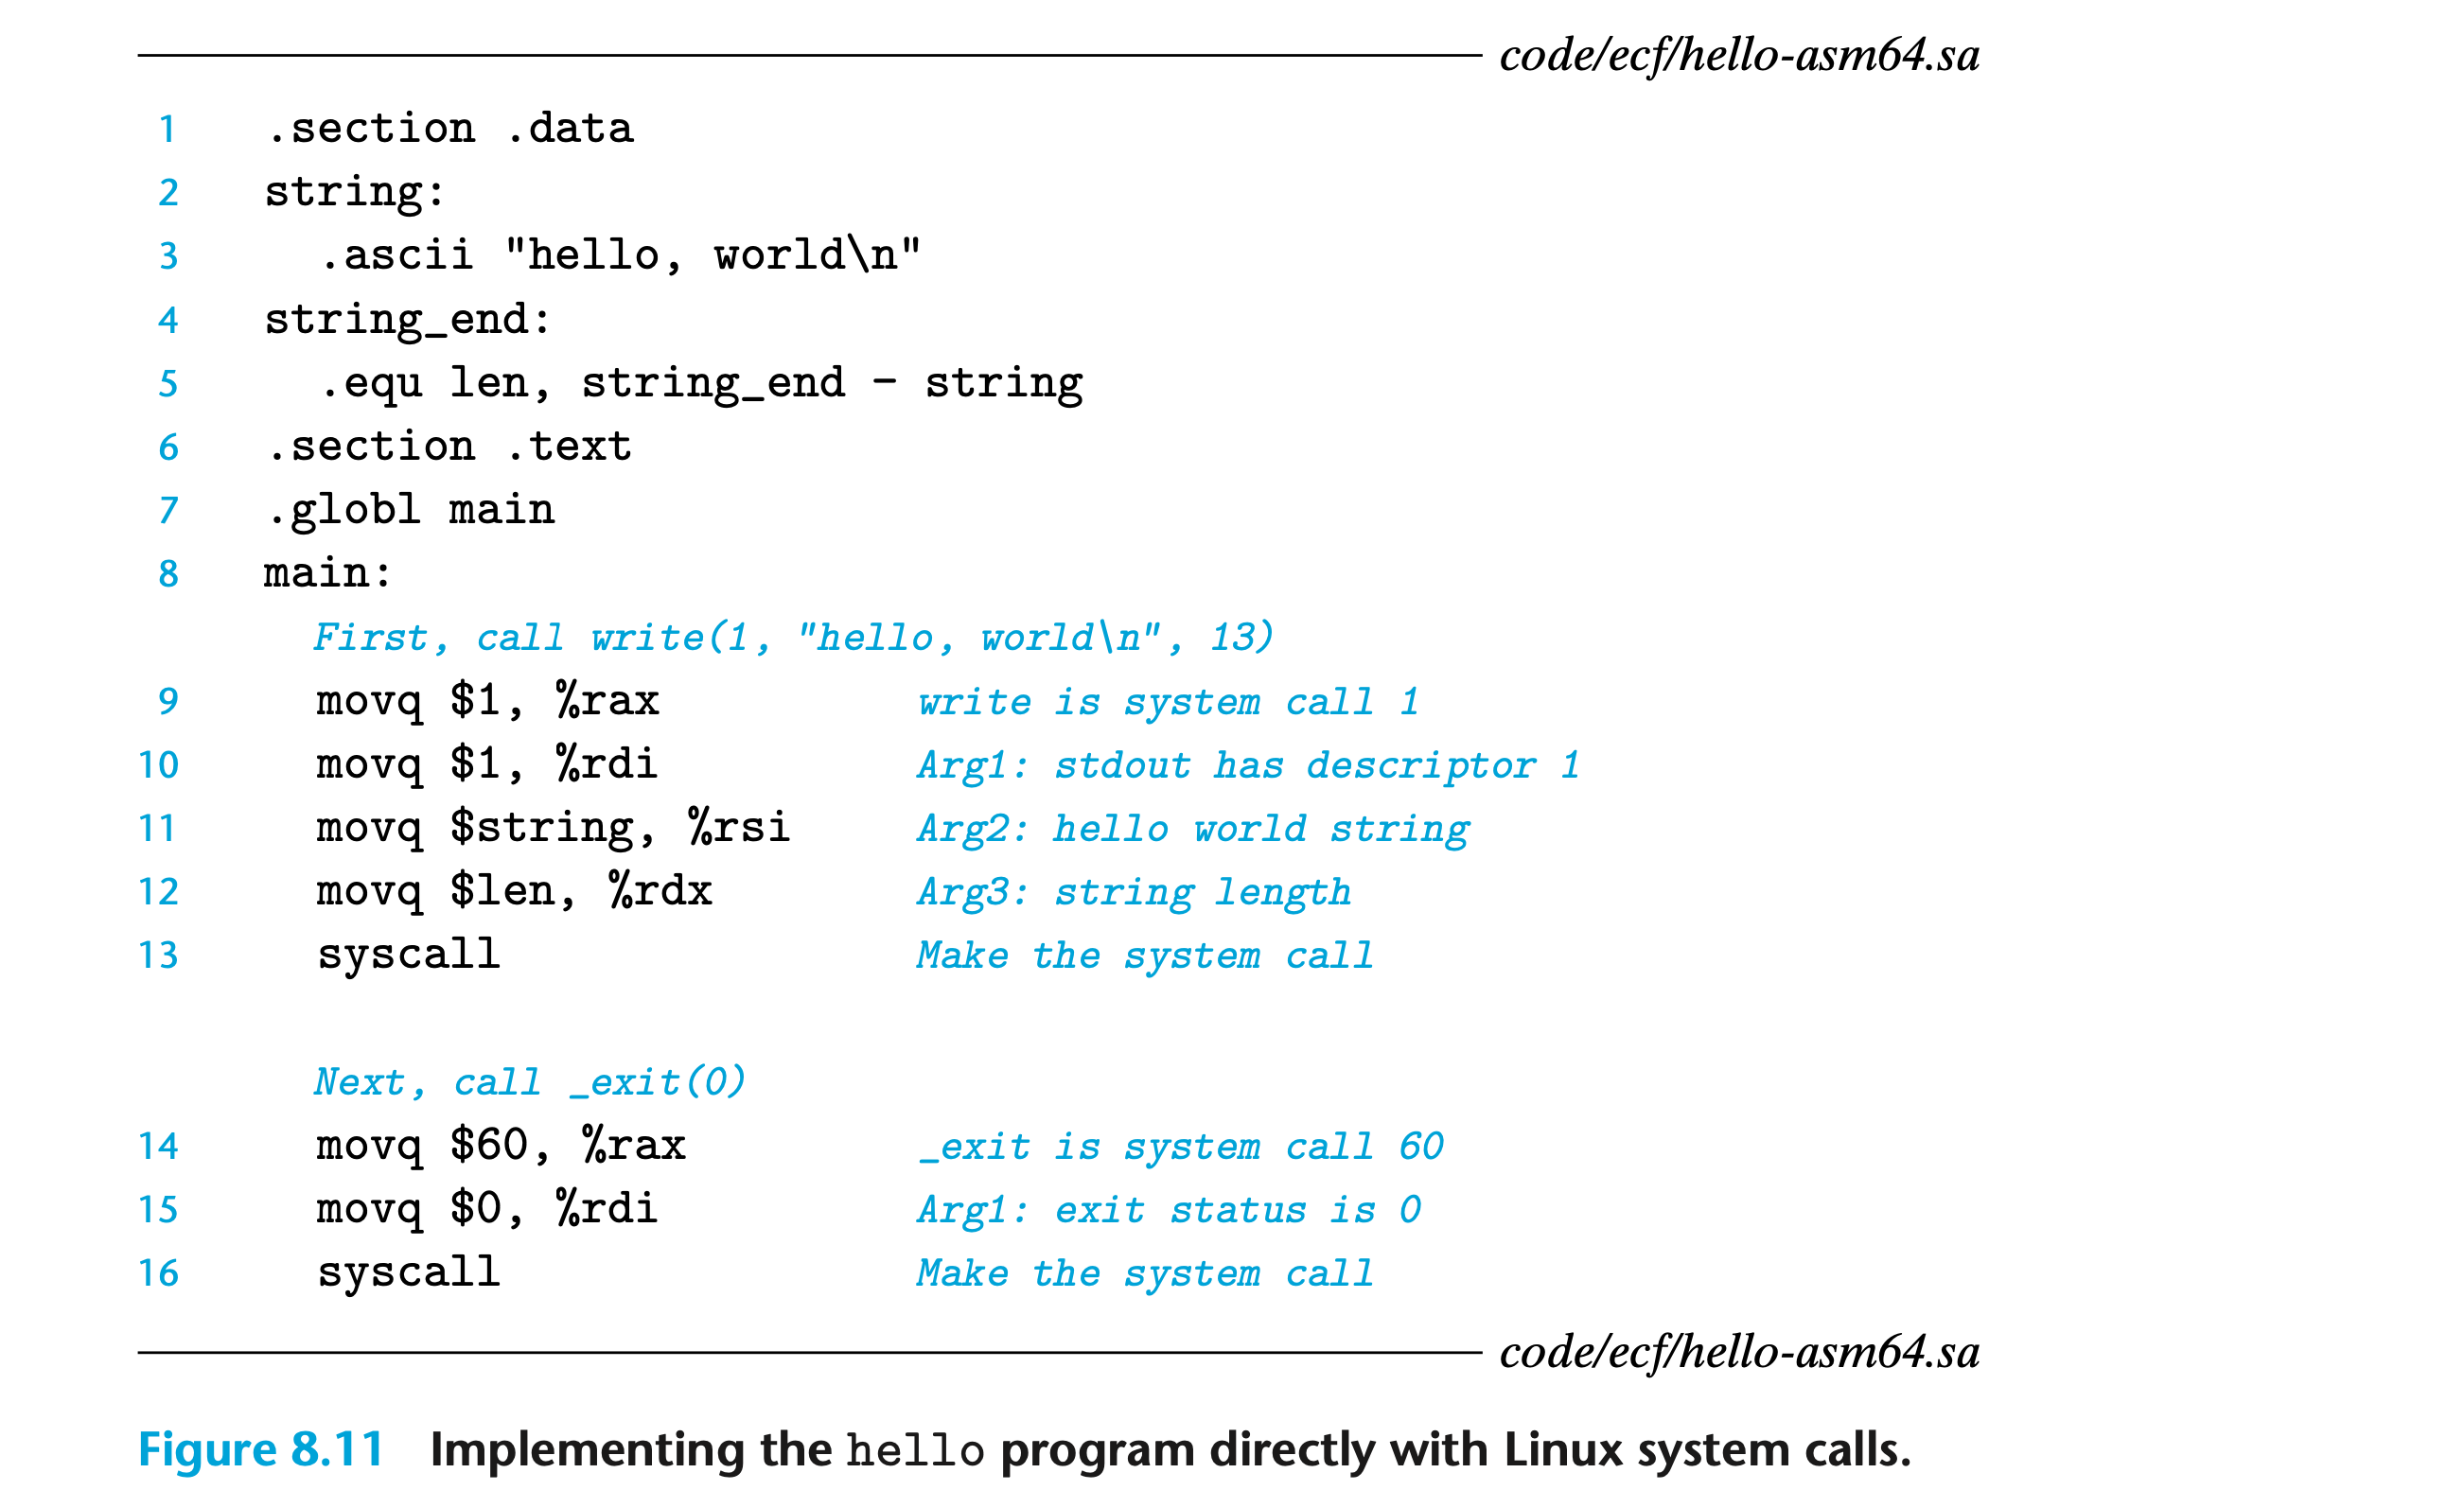 code/ecf/hello-asm64.sa
1 .section .data
2 string:
3 .ascii "hello, world\n"
4 string_end:
5 .equ len, string_end - string
6 .section .text
7 .globl main
8 main:
First, call write(1, "hello, world\n", 13)
9 movq $1, %rax write is system call 1
10 movq $1, %rdi Arg1: stdout has descriptor 1
11 movq $string, %rsi Arg2: hello world string
12 movq $len, %rdx Arg3: string length
13 syscall Make the system call
Next, call _exit(0)
14 movq $60, %rax _exit is system call 60
15 movq $0, %rdi Arg1: exit status is 0
16 syscall Make the system call
code/ecf/hello-asm64.sa
Figure 8.11 Implementing the hello program directly with Linux system calls.